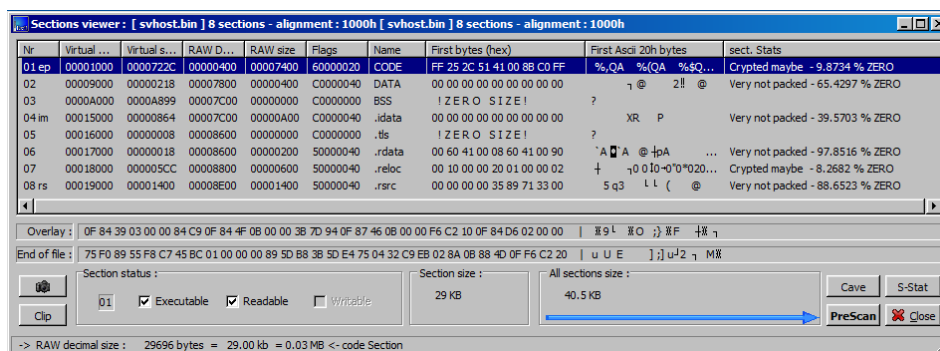 Sections viewer : [ svhost.bin ] 8 sections - alignment : 1000h [ svhost.bin ] 8 sections - alignment : 1000h
Nr Virtual ... Virtual s... RAW D... RAW size Flags Name First bytes (hex) First Ascii 20h bytes sect. Stats
01 ep 00001000 0000722C 00000400 00007400 60000020 CODE FF 25 2C 51 41 00 8B C0 FF %,QA %(QA %$Q... Crypted maybe - 9.8734 % ZERO
02 00009000 00000218 00007800 00000400 C0000040 DATA 00 00 00 00 00 00 00 00 00 ┐ @ 2‼ @ Very not packed - 65.4297 % ZERO
03 0000A000 0000A899 00007C00 00000000 C0000000 BSS ! Z E R O S I Z E ! ?
04 im 00015000 00000864 00007C00 00000A00 C0000040 .idata 00 00 00 00 00 00 00 00 00 XR P Very not packed - 39.5703 % ZERO
05 00016000 00000008 00008600 00000000 C0000000 .tls ! Z E R O S I Z E ! ?
06 00017000 00000018 00008600 00000200 50000040 .rdata 00 60 41 00 08 60 41 00 90 `A◘`A @ ┼pA ... Very not packed - 97.8516 % ZERO
07 00018000 000005CC 00008800 00000600 50000040 .reloc 00 10 00 00 20 01 00 00 02 Crypted maybe - 8.2682 % ZERO
08 rs 00019000 00001400 00008E00 00001400 50000040 .rsrc 00 00 00 00 35 89 71 33 00 5 q3 └ └ ( @ Very not packed - 88.6523 % ZERO
Overlay : 0F 84 39 03 00 00 84 C9 0F 84 4F 0B 00 00 3B 7D 94 0F 87 46 0B 00 00 F6 C2 10 0F 84 D6 02 00 00
End of file : 75 F0 89 55 F8 C7 45 BC 01 00 00 00 89 5D B8 3B 5D E4 75 04 32 C9 EB 02 8A 0B 88 4D 0F F6 C2 20
Section status : Section size : All sections size :
01 Executable Readable Writable 29 KB 40.5 KB Cave S-Stat
Clip PreScan Close
-> RAW decimal size : 29696 bytes = 29.00 kb = 0.03 MB <- code Section